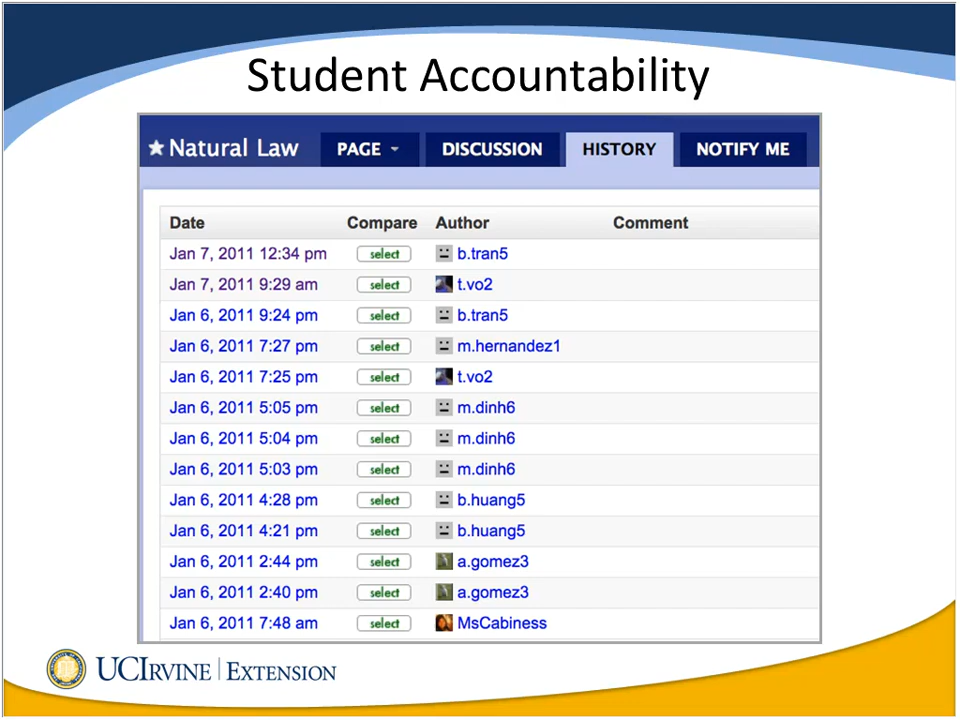 Student Accountability
Natural Law PAGE DISCUSSION HISTORY NOTIFY ME
Date Compare Author Comment
Jan 7, 2011 12:34 pm select b.tran5
Jan 7, 2011 9:29 am select t.vo2
Jan 6, 2011 9:24 pm select b.tran5
Jan 6, 2011 7:27 pm select m.hernandez1
Jan 6, 2011 7:25 pm select t.vo2
Jan 6, 2011 5:05 pm select m.dinh6
Jan 6, 2011 5:04 pm select m.dinh6
Jan 6, 2011 5:03 pm select m.dinh6
Jan 6, 2011 4:28 pm select b.huang5
Jan 6, 2011 4:21 pm select b.huang5
Jan 6, 2011 2:44 pm select a.gomez3
Jan 6, 2011 2:40 pm select a.gomez3
Jan 6, 2011 7:48 am select MsCabiness
UCIRVINE | EXTENSION